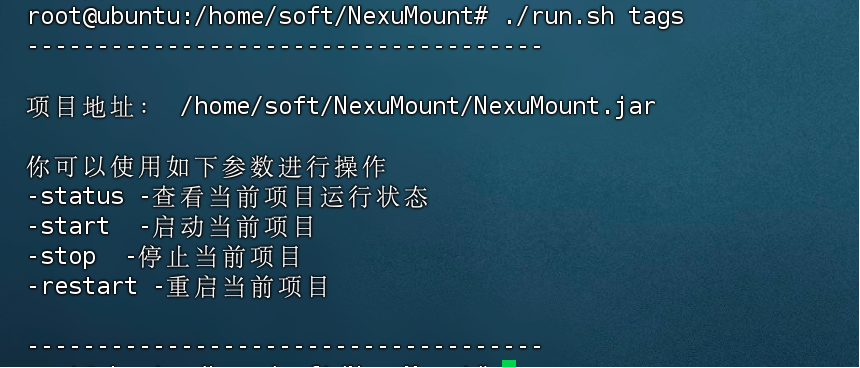 root@ubuntu:/home/soft/NexuMount# ./run.sh tags
--------------------------------------
项目地址： /home/soft/NexuMount/NexuMount.jar
你可以使用如下参数进行操作
-status -查看当前项目运行状态
-start  -启动当前项目
-stop  -停止当前项目
-restart -重启当前项目
--------------------------------------